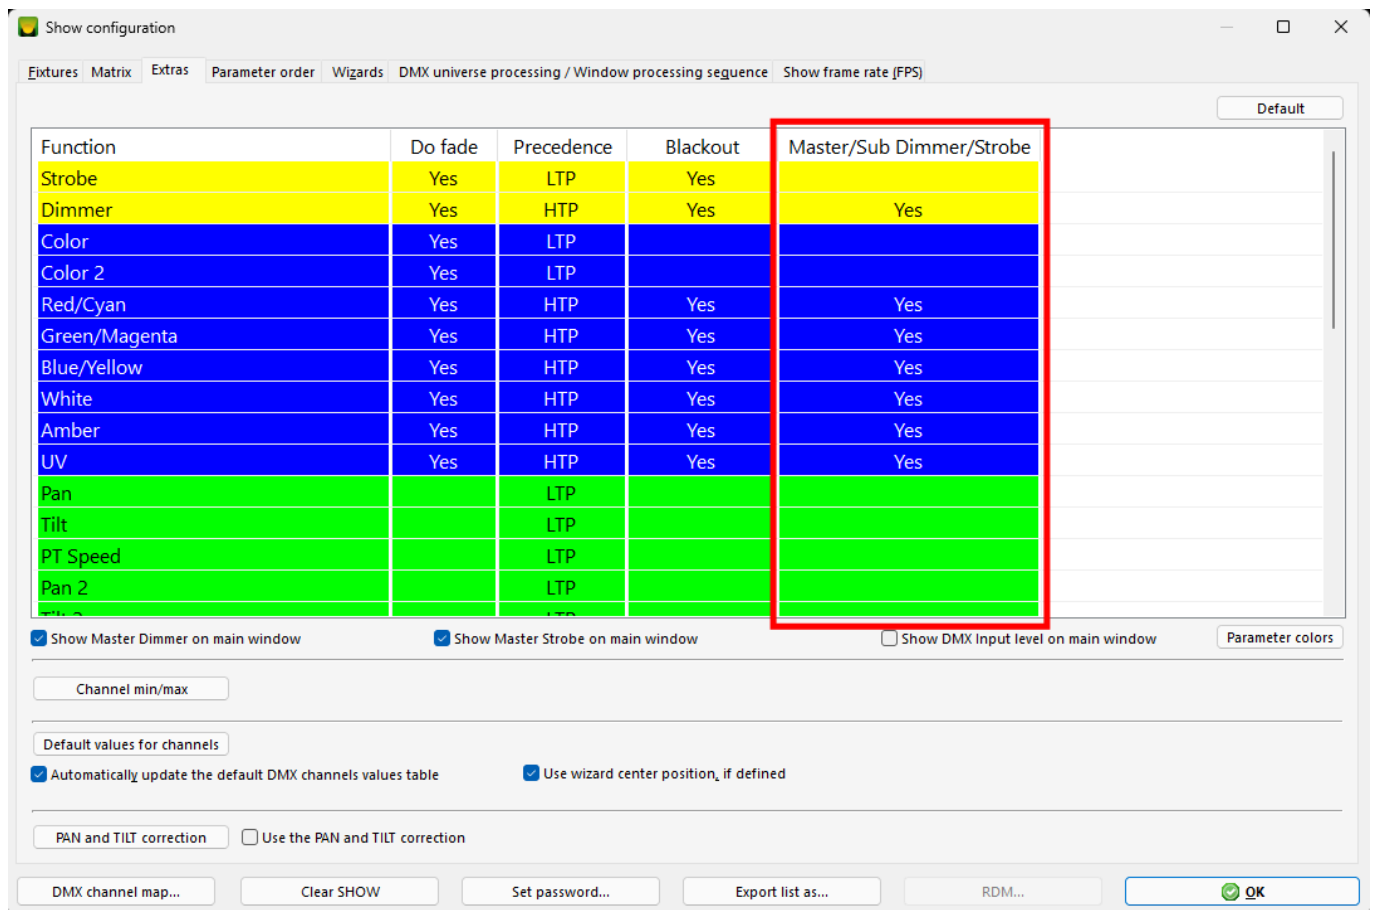 Show configuration
Fixtures Matrix Extras Parameter order Wizards DMX universe processing / Window processing sequence Show frame rate (FPS)
Default
Function Do fade Precedence Blackout Master/Sub Dimmer/Strobe
Strobe Yes LTP Yes
Dimmer Yes HTP Yes Yes
Color Yes LTP
Color 2 Yes LTP
Red/Cyan Yes HTP Yes Yes
Green/Magenta Yes HTP Yes Yes
Blue/Yellow Yes HTP Yes Yes
White Yes HTP Yes Yes
Amber Yes HTP Yes Yes
UV Yes HTP Yes Yes
Pan LTP
Tilt LTP
PT Speed LTP
Pan 2 LTP
Tilt 2 LTP
Show Master Dimmer on main window Show Master Strobe on main window Show DMX Input level on main window Parameter colors
Channel min/max
Default values for channels
Automatically update the default DMX channels values table Use wizard center position, if defined
PAN and TILT correction Use the PAN and TILT correction
DMX channel map... Clear SHOW Set password... Export list as... RDM... OK